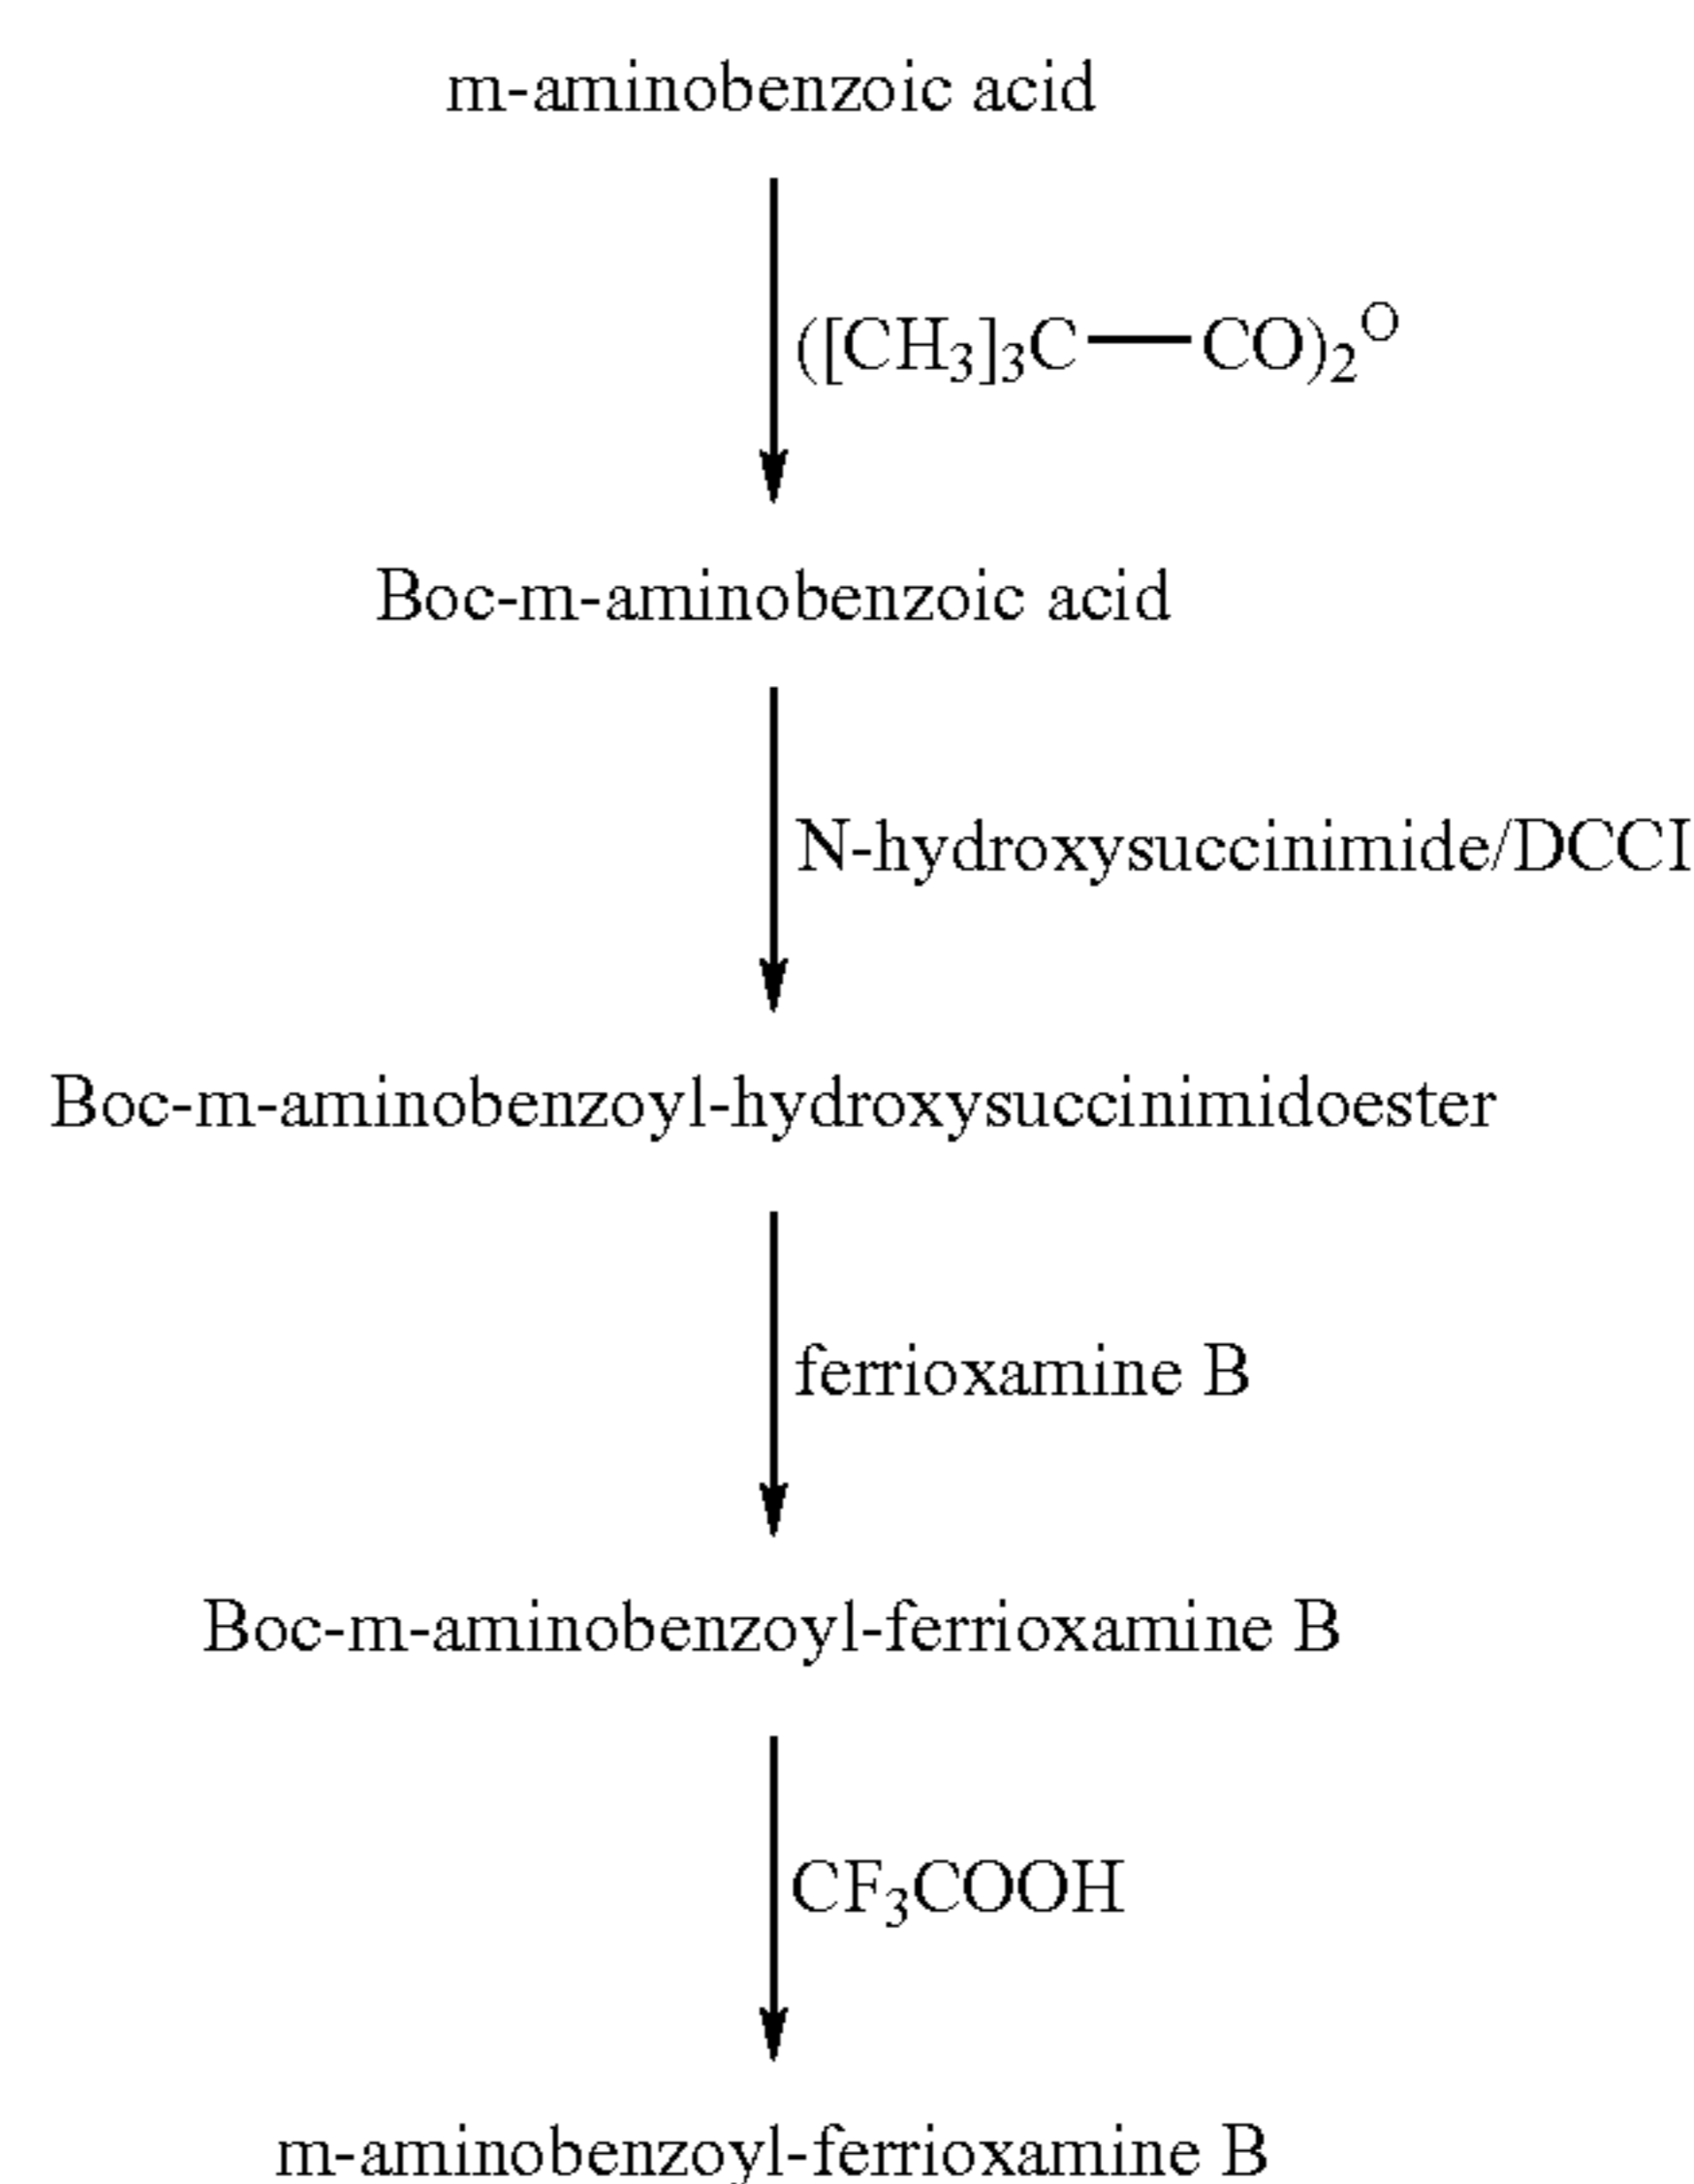 m-aminobenzoic acid
([CH₃]₃C—CO)₂ᴼ
Boc-m-aminobenzoic acid
N-hydroxysuccinimide/DCCI
Boc-m-aminobenzoyl-hydroxysuccinimidoester
ferrioxamine B
Boc-m-aminobenzoyl-ferrioxamine B
CF₃COOH
m-aminobenzoyl-ferrioxamine B